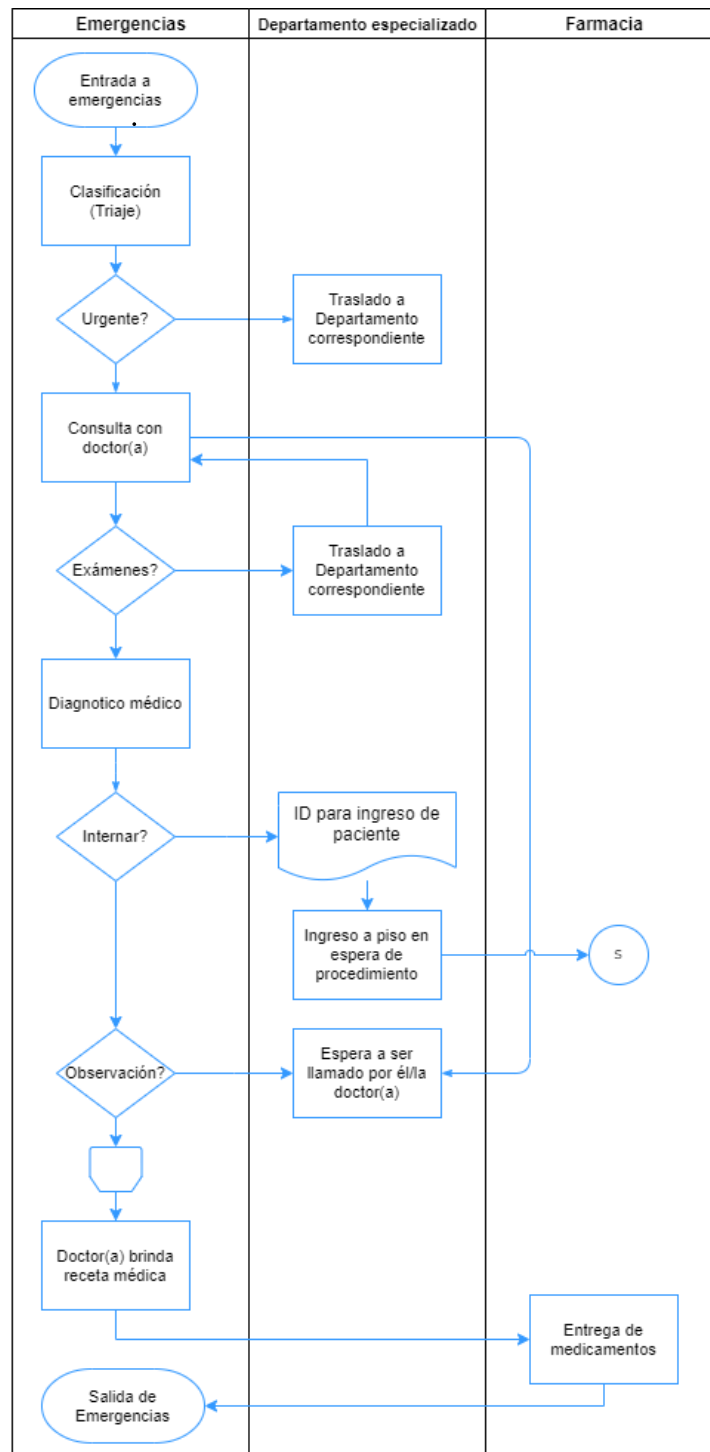 Emergencias
Departamento especializado
Farmacia
Entrada a
emergencias
Clasificación
(Triaje)
Urgente?
Traslado a
Departamento
correspondiente
Consulta con
doctor(a)
Exámenes?
Traslado a
Departamento
correspondiente
Diagnotico médico
Internar?
ID para ingreso de
paciente
Ingreso a piso en
espera de
procedimiento
s
Observación?
Espera a ser
llamado por él/la
doctor(a)
Doctor(a) brinda
receta médica
Entrega de
medicamentos
Salida de
Emergencias